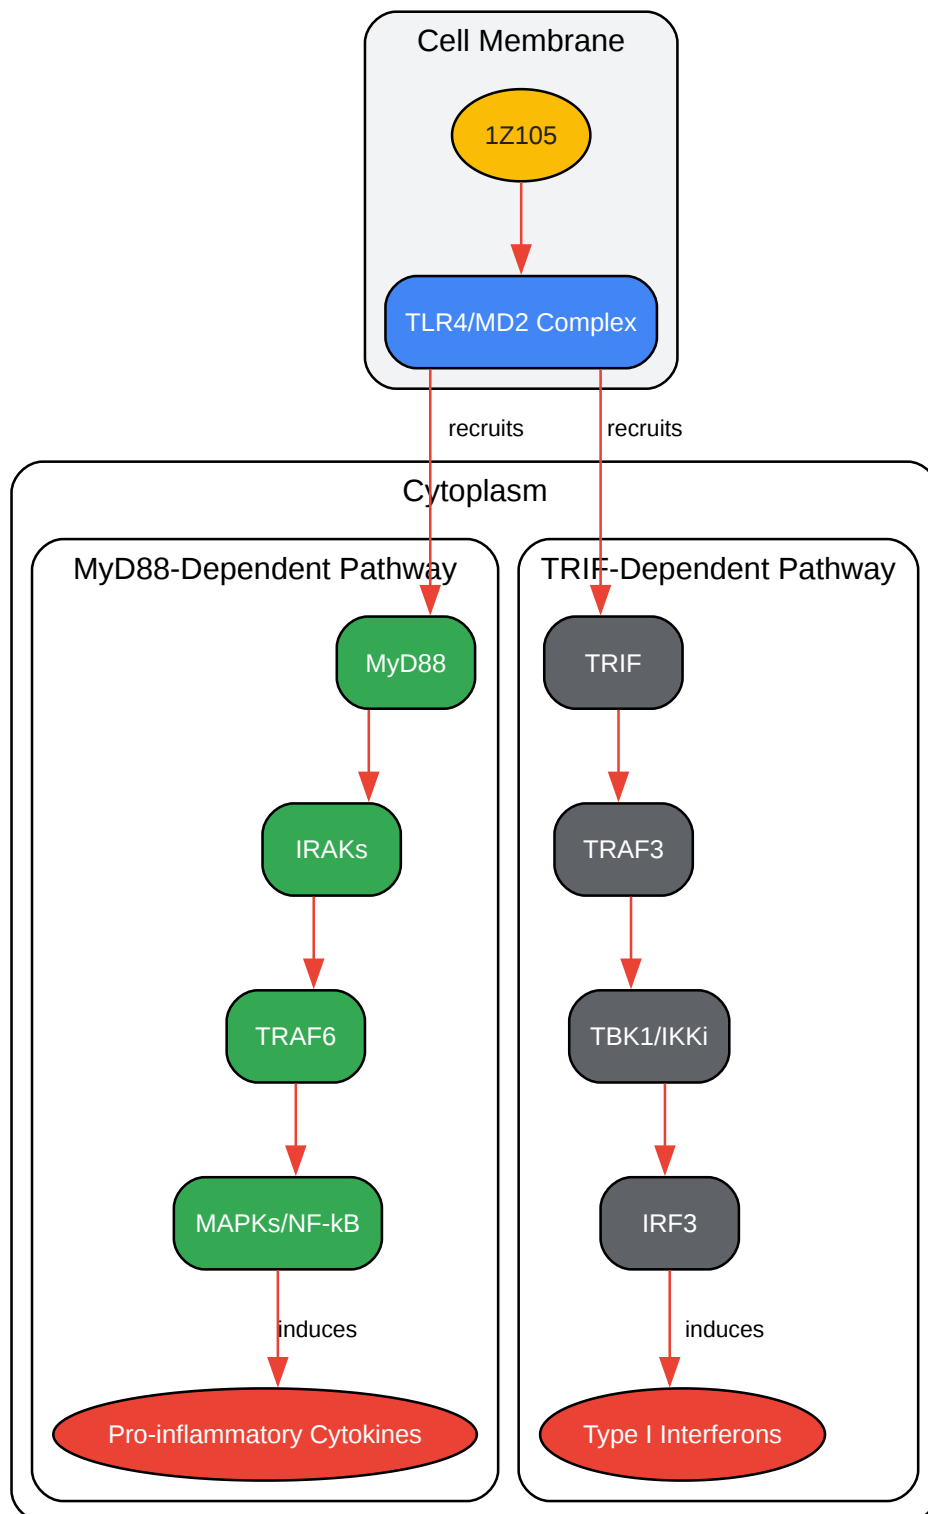 Cell Membrane
1Z105
TLR4/MD2 Complex
recruits
recruits
Cytoplasm
MyD88-Dependent Pathway
MyD88
IRAKs
TRAF6
MAPKs/NF-kB
induces
Pro-inflammatory Cytokines
TRIF-Dependent Pathway
TRIF
TRAF3
TBK1/IKKi
IRF3
induces
Type I Interferons